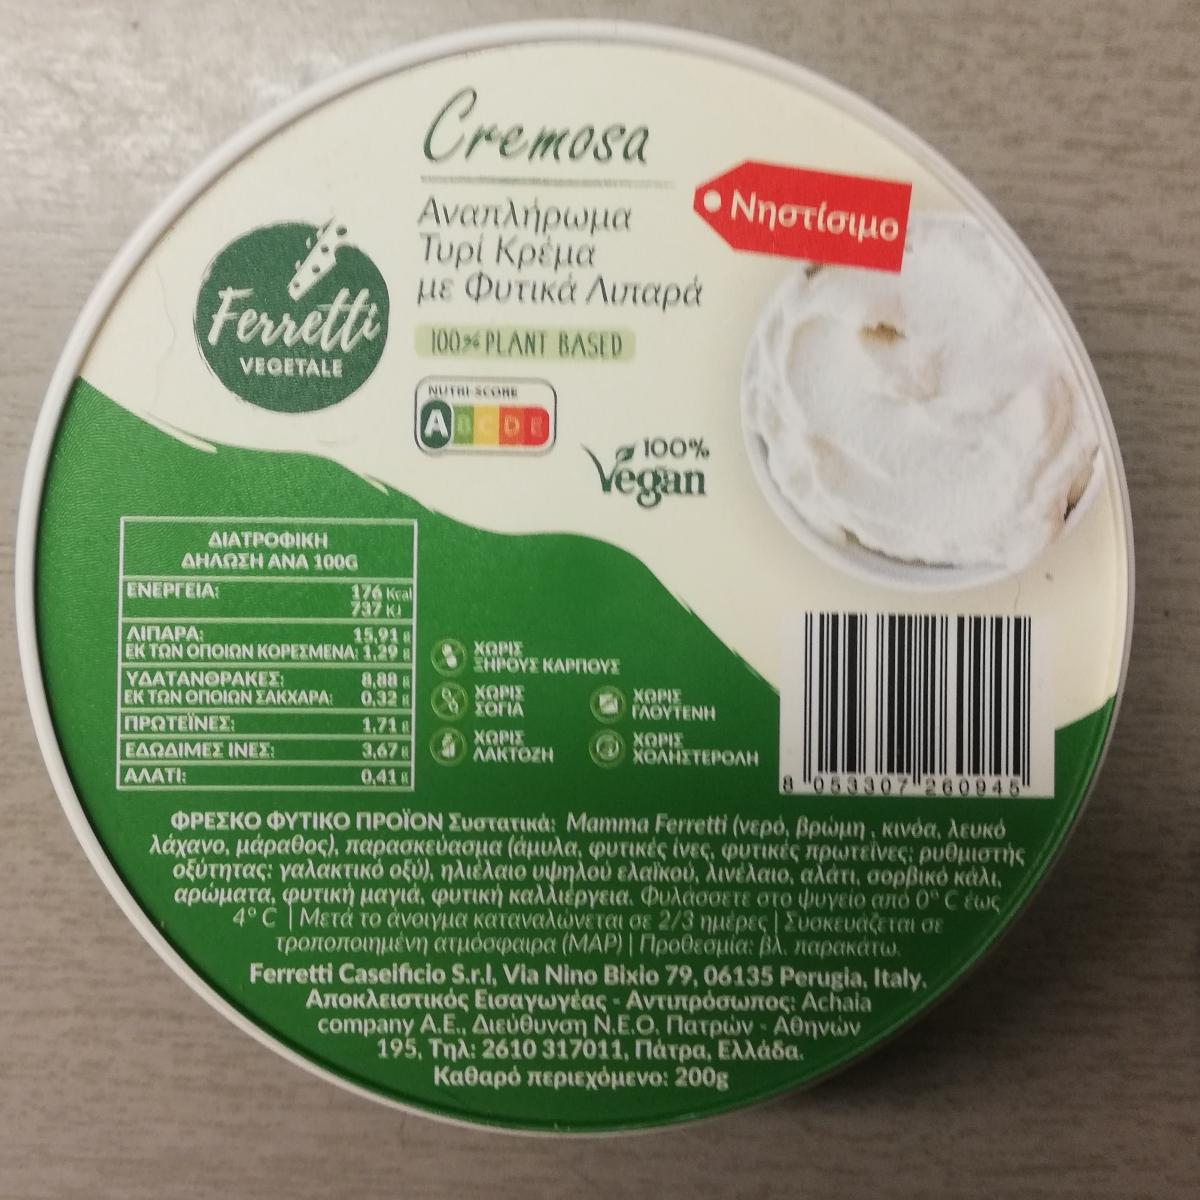 Cremosa
Αναπλήρωμα
Τυρί Κρέμα
με Φυτικά Λιπαρά
Νηστίσιμο
Ferretti
VEGETALE
100% PLANT BASED
NUTRI-SCORE
A B C D E
100%
Vegan
ΔΙΑΤΡΟΦΙΚΗ
ΔΗΛΩΣΗ ΑΝΑ 100G
ΕΝΕΡΓΕΙΑ: 176 Kcal
737 KJ
ΛΙΠΑΡΑ: 15,91 g
ΕΚ ΤΩΝ ΟΠΟΙΩΝ ΚΟΡΕΣΜΕΝΑ: 1,29 g
ΥΔΑΤΑΝΘΡΑΚΕΣ: 8,88 g
ΕΚ ΤΩΝ ΟΠΟΙΩΝ ΣΑΚΧΑΡΑ: 0,32 g
ΠΡΩΤΕΪΝΕΣ: 1,71 g
ΕΔΩΔΙΜΕΣ ΙΝΕΣ: 3,67 g
ΑΛΑΤΙ: 0,41 g
ΧΩΡΙΣ
ΞΗΡΟΥΣ ΚΑΡΠΟΥΣ
ΧΩΡΙΣ
ΣΟΓΙΑ
ΧΩΡΙΣ
ΓΛΟΥΤΕΝΗ
ΧΩΡΙΣ
ΛΑΚΤΟΖΗ
ΧΩΡΙΣ
ΧΟΛΗΣΤΕΡΟΛΗ
8 053307 260945
ΦΡΕΣΚΟ ΦΥΤΙΚΟ ΠΡΟΪΟΝ Συστατικά: Mamma Ferretti (νερό, βρώμη , κινόα, λευκό
λάχανο, μάραθος), παρασκεύασμα (άμυλα, φυτικές ίνες, φυτικές πρωτεΐνες; ρυθμιστής
οξύτητας: γαλακτικό οξύ), ηλιέλαιο υψηλού ελαϊκού, λινέλαιο, αλάτι, σορβικό κάλι,
αρώματα, φυτική μαγιά, φυτική καλλιέργεια. Φυλάσσετε στο ψυγείο από 0° C έως
4° C | Μετά το άνοιγμα καταναλώνεται σε 2/3 ημέρες | Συσκευάζεται σε
τροποποιημένη ατμόσφαιρα (MAP) | Προθεσμία: βλ. παρακάτω.
Ferretti Caseificio S.r.l, Via Nino Bixio 79, 06135 Perugia, Italy.
Αποκλειστικός Εισαγωγέας - Αντιπρόσωπος: Achaia
company A.E., Διεύθυνση Ν.Ε.Ο. Πατρών - Αθηνών
195, Τηλ: 2610 317011, Πάτρα, Ελλάδα.
Καθαρό περιεχόμενο: 200g